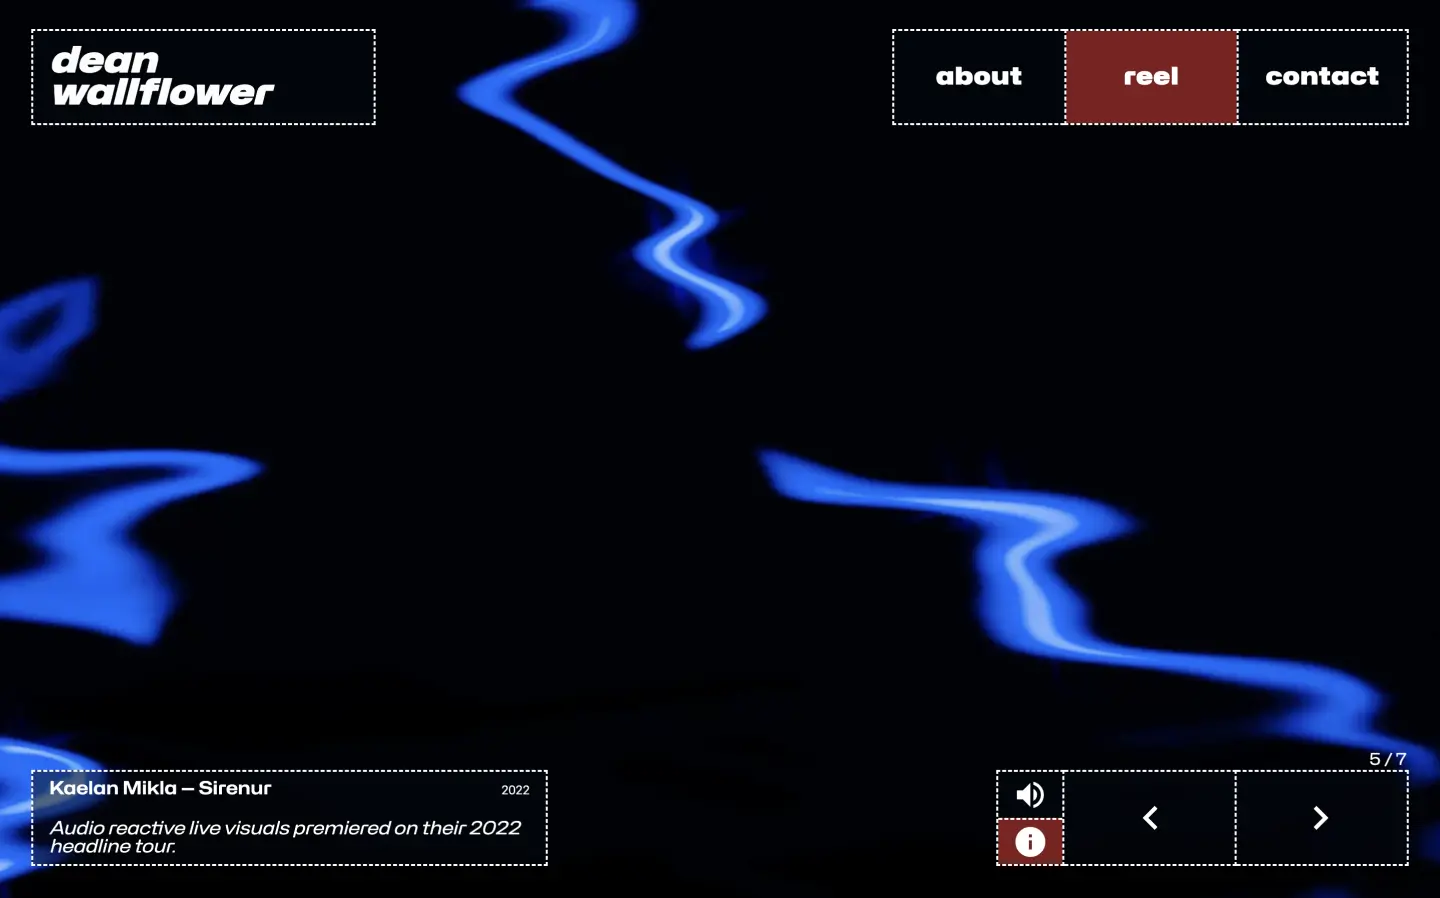 dean
wallflower
about
reel
contact
5/7
Kaelan Mikla – Sirenur
2022
Audio reactive live visuals premiered on their 2022
headline tour.